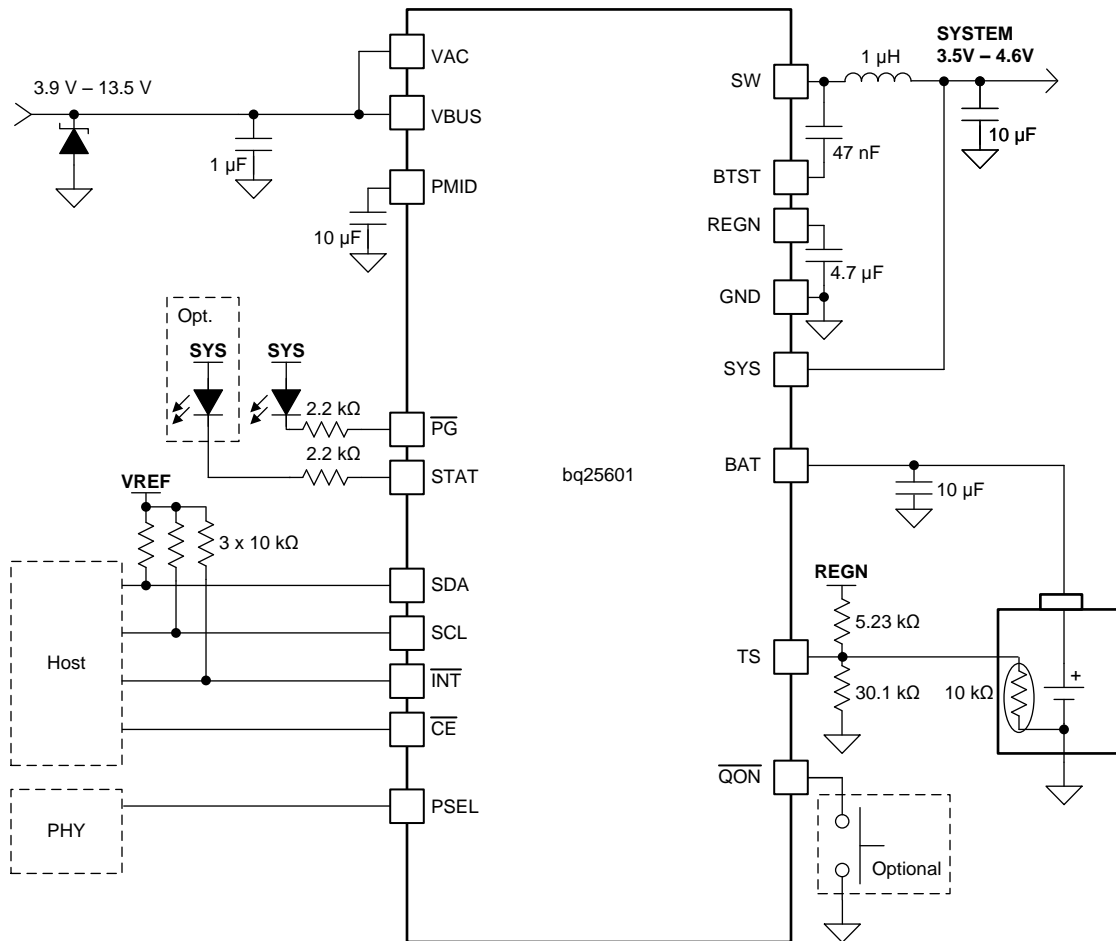 VAC
SW
1 µH
SYSTEM
3.5V – 4.6V
3.9 V – 13.5 V
VBUS
1 µF
47 nF
10 µF
PMID
BTST
10 µF
REGN
4.7 µF
GND
Opt.
SYS
SYS
SYS
2.2 kΩ
PG
2.2 kΩ
STAT
bq25601
BAT
10 µF
VREF
3 x 10 kΩ
REGN
SDA
5.23 kΩ
SCL
Host
TS
INT
30.1 kΩ
10 kΩ
+
CE
QON
PSEL
PHY
Optional